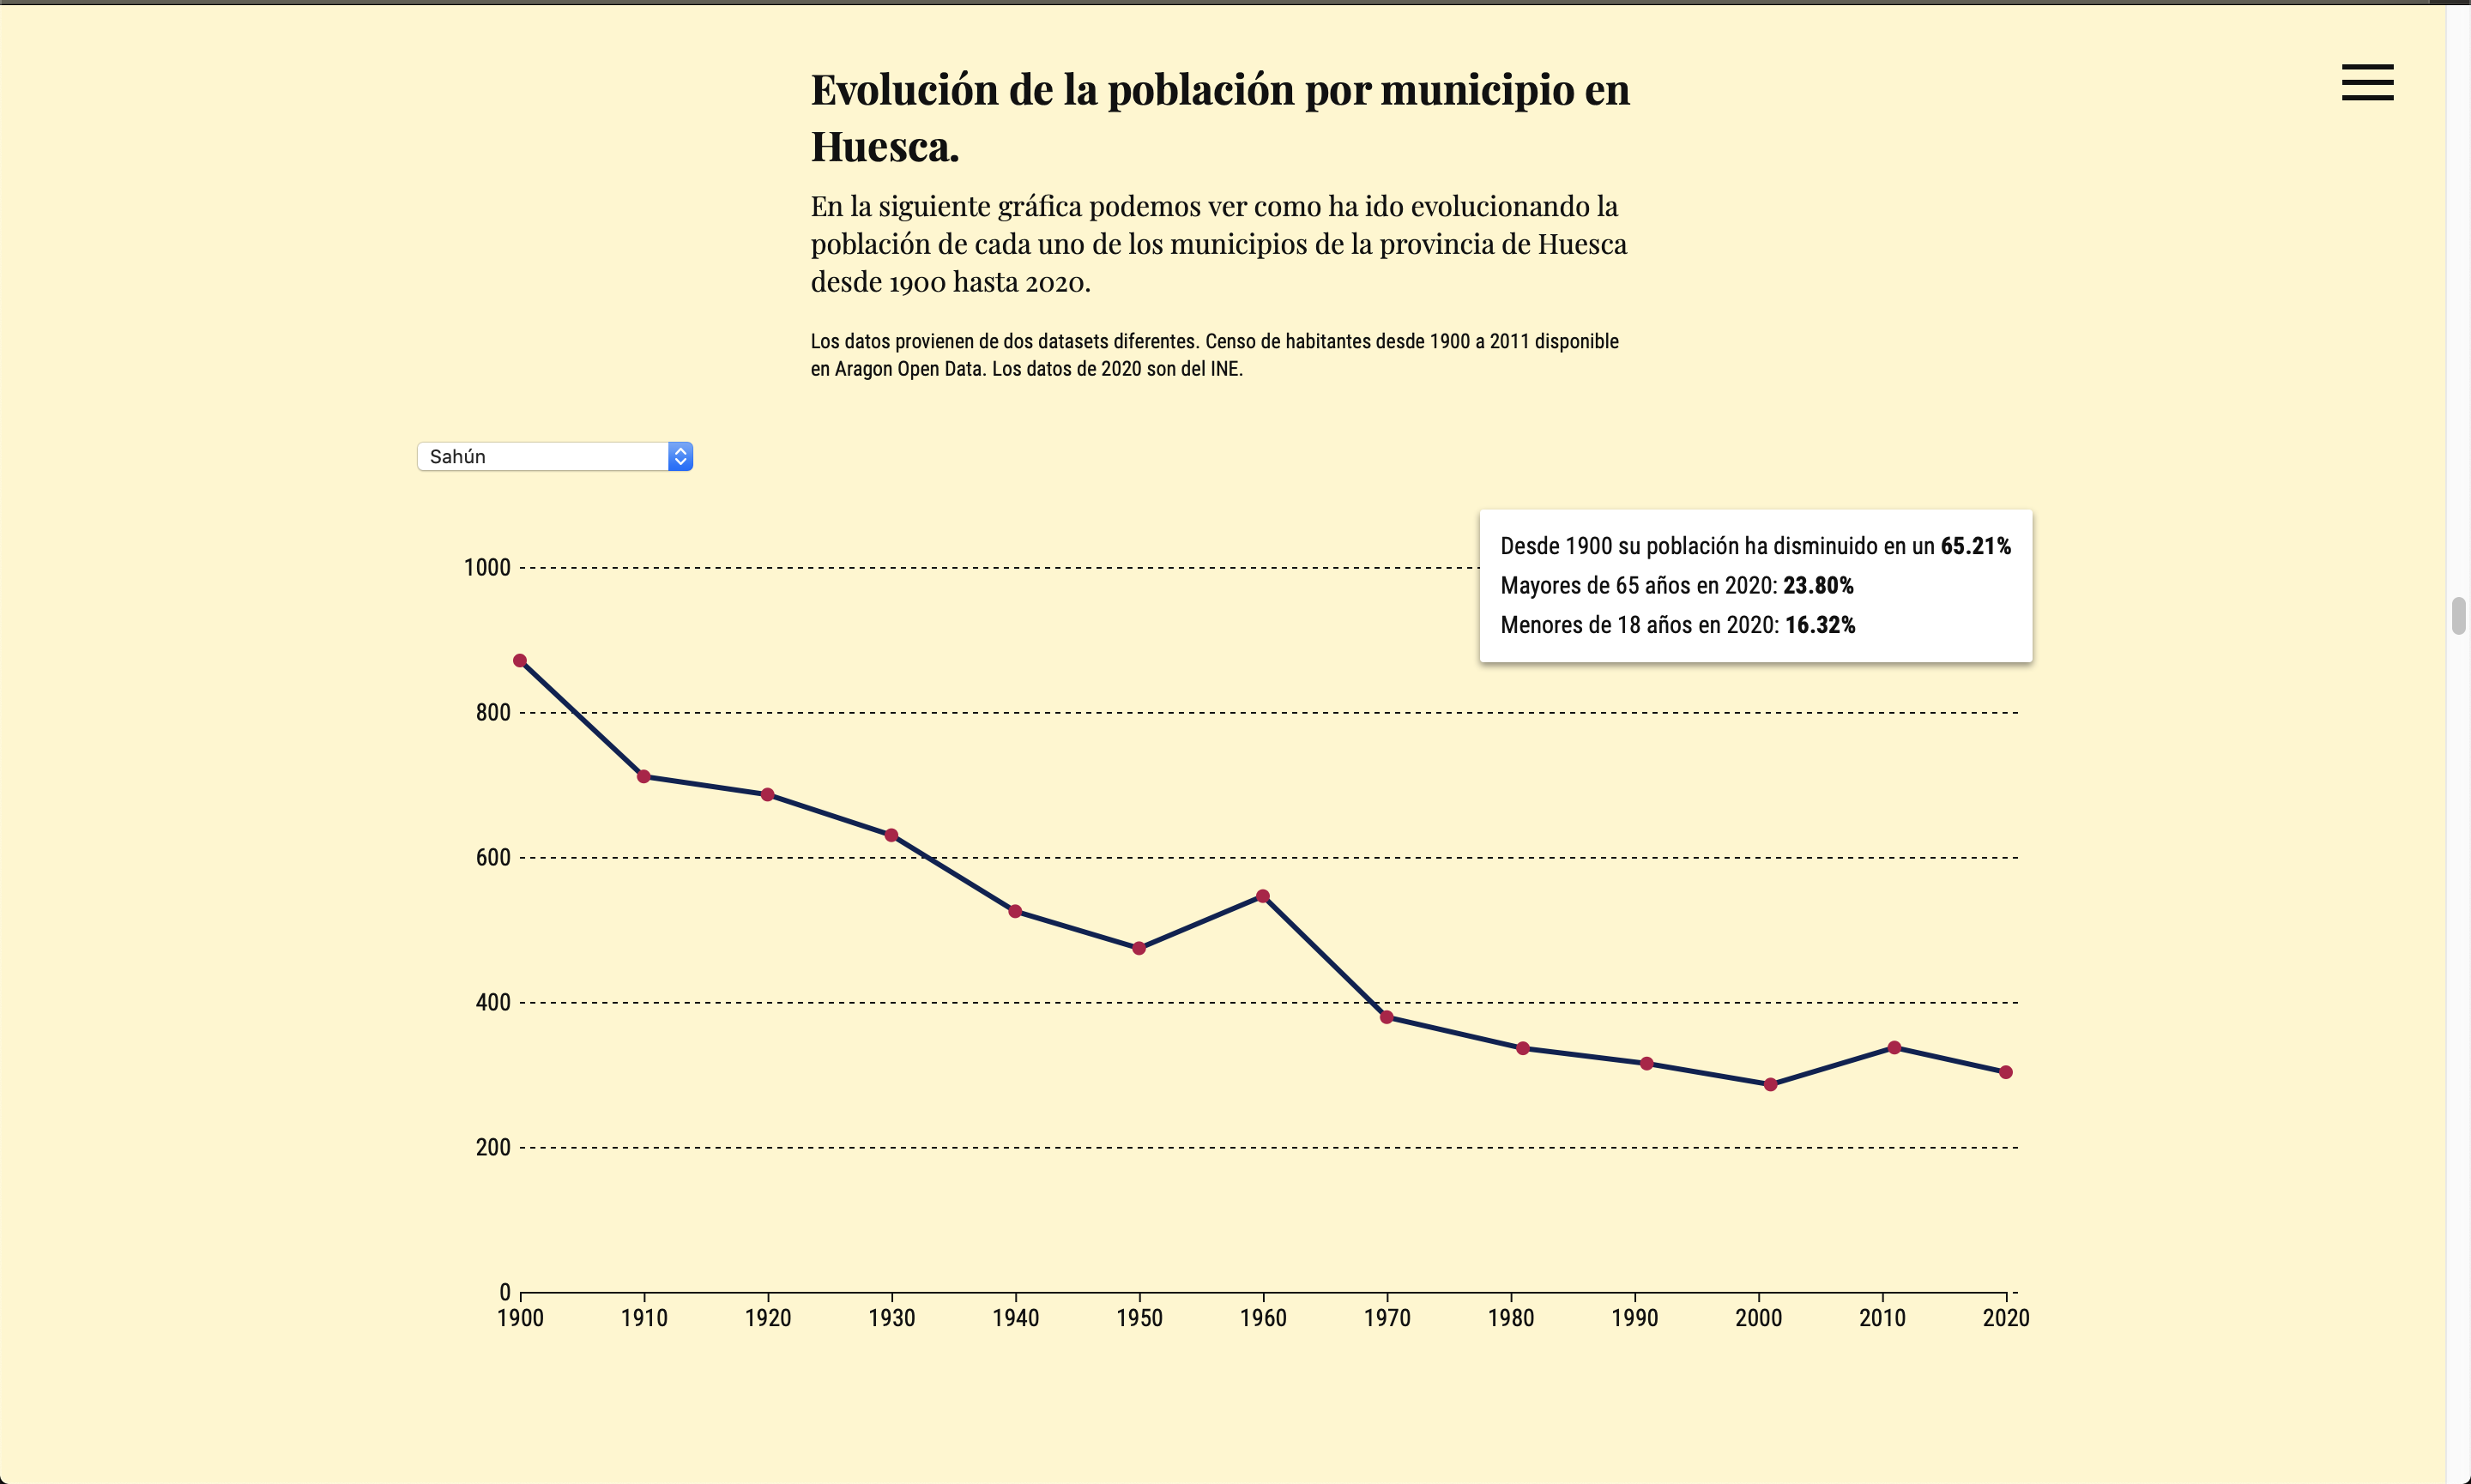 Evolución de la población por municipio en
Huesca.
En la siguiente gráfica podemos ver como ha ido evolucionando la
población de cada uno de los municipios de la provincia de Huesca
desde 1900 hasta 2020.
Los datos provienen de dos datasets diferentes. Censo de habitantes desde 1900 a 2011 disponible
en Aragon Open Data. Los datos de 2020 son del INE.
Sahún
Desde 1900 su población ha disminuido en un 65.21%
Mayores de 65 años en 2020: 23.80%
Menores de 18 años en 2020: 16.32%
1000
800
600
400
200
0
1900 1910 1920 1930 1940 1950 1960 1970 1980 1990 2000 2010 2020